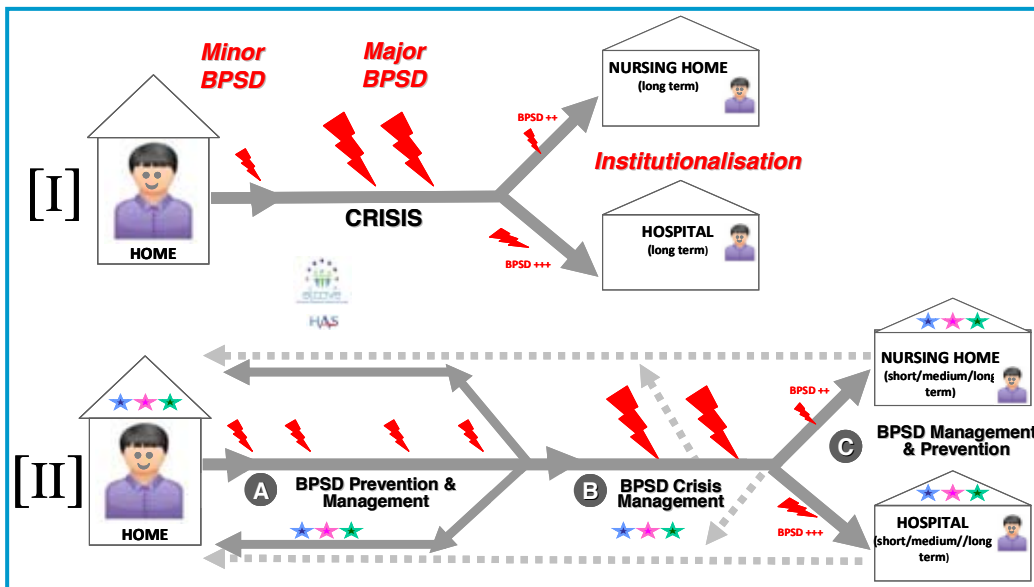 Minor
BPSD
Major
BPSD
NURSING HOME
(long term)
BPSD ++
Institutionalisation
[I]
CRISIS
HOME
HOSPITAL
(long term)
BPSD +++
alcove
HAS
NURSING HOME
(short/medium/long
term)
BPSD ++
[II]
A
BPSD Prevention &
Management
B
BPSD Crisis
Management
C
BPSD Management
& Prevention
HOME
BPSD +++
HOSPITAL
(short/medium//long
term)